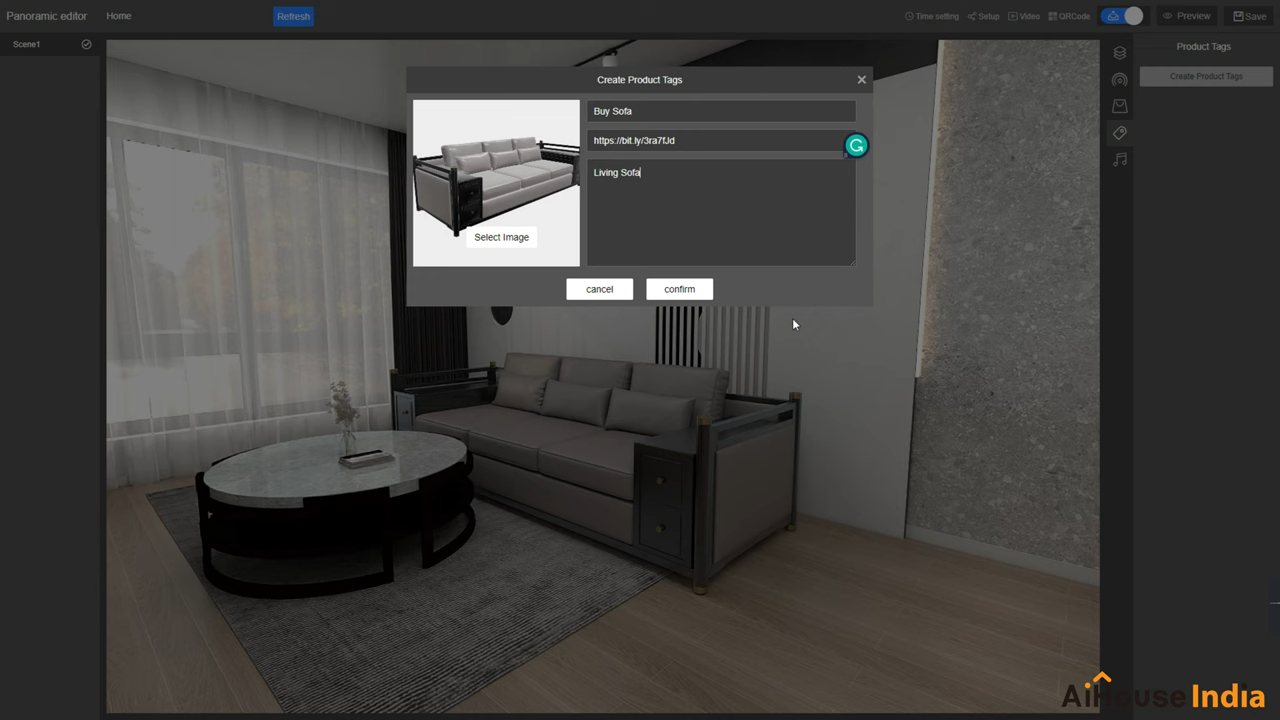 Panoramic editor
Home
Refresh
Time setting
Setup
Video
QRCode
Preview
Save
Scene1
Product Tags
Create Product Tags
Create Product Tags
Buy Sofa
https://bit.ly/3ra7fJd
Living Sofa
Select Image
cancel
confirm
AiHouse India